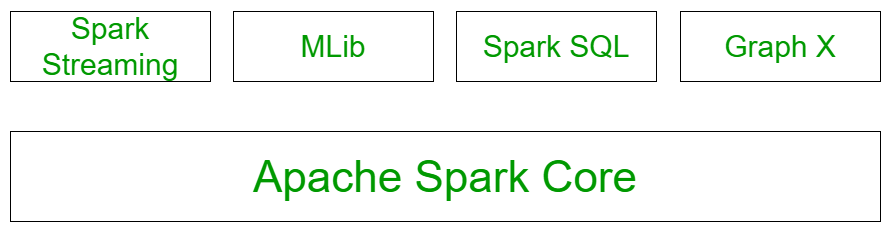 Spark
Streaming
MLib
Spark SQL
Graph X
Apache Spark Core